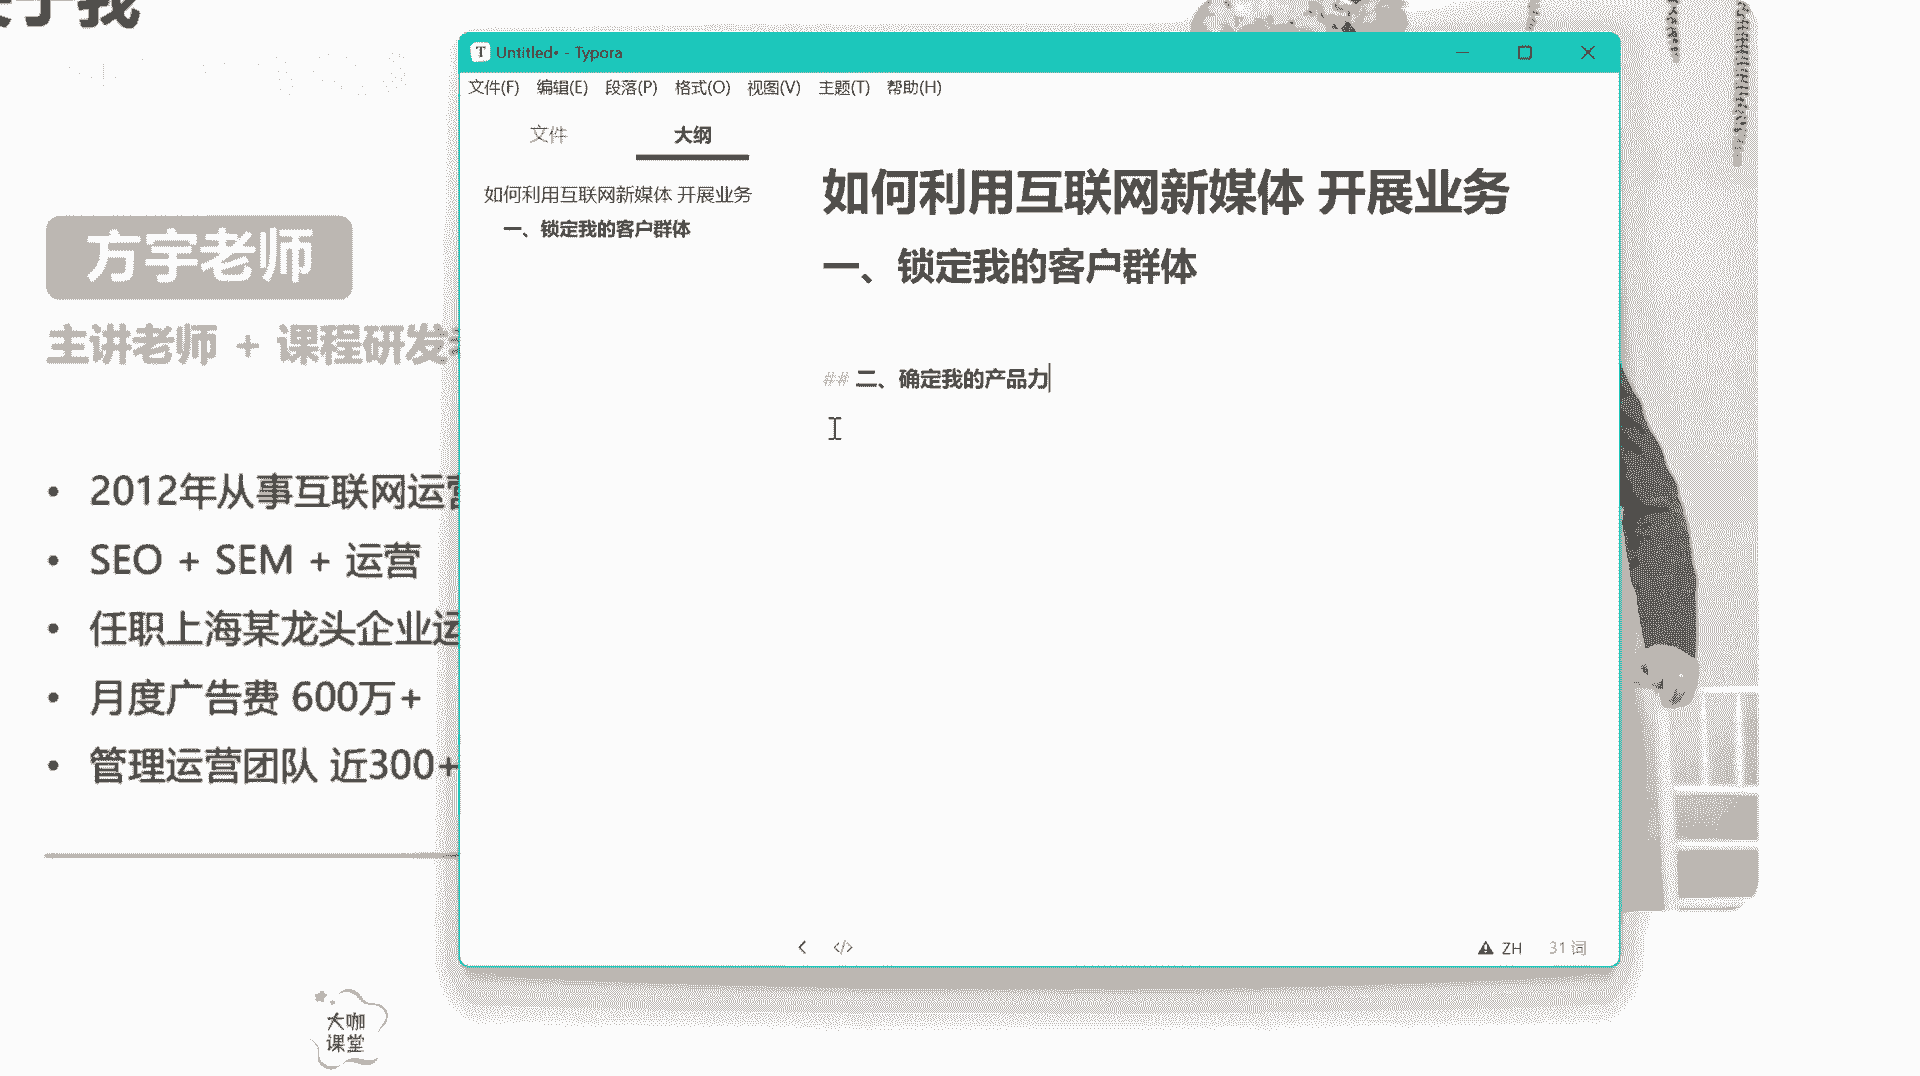 Untitled• - Typora
文件(F) 编辑(E) 段落(P) 格式(O) 视图(V) 主题(T) 帮助(H)
文件 大纲
如何利用互联网新媒体 开展业务
一、锁定我的客户群体
如何利用互联网新媒体 开展业务
一、锁定我的客户群体
## 二、确定我的产品力
ZH 31 词
方宇老师
主讲老师 + 课程研发
• 2012年从事互联网运
• SEO + SEM + 运营
• 任职上海某龙头企业运
• 月度广告费 600万+
• 管理运营团队 近300+
大咖
课堂